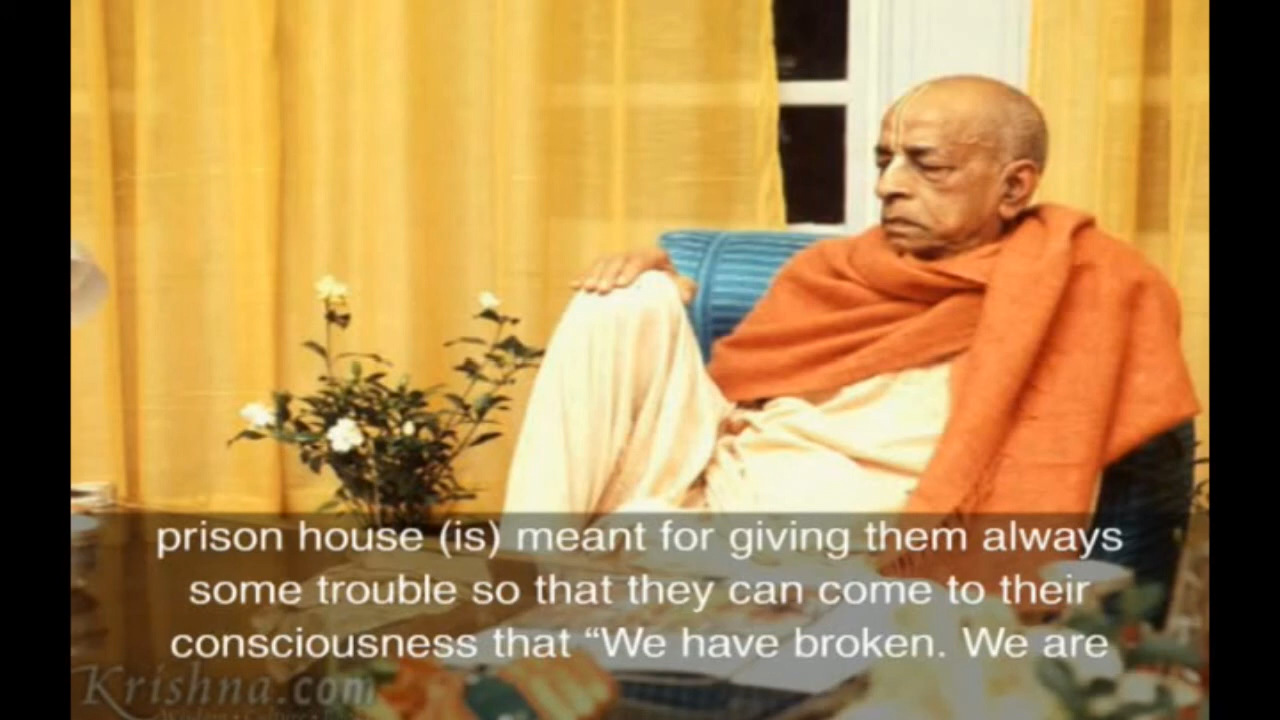 prison house (is) meant for giving them always
some trouble so that they can come to their
consciousness that “We have broken. We are
Krishna.com